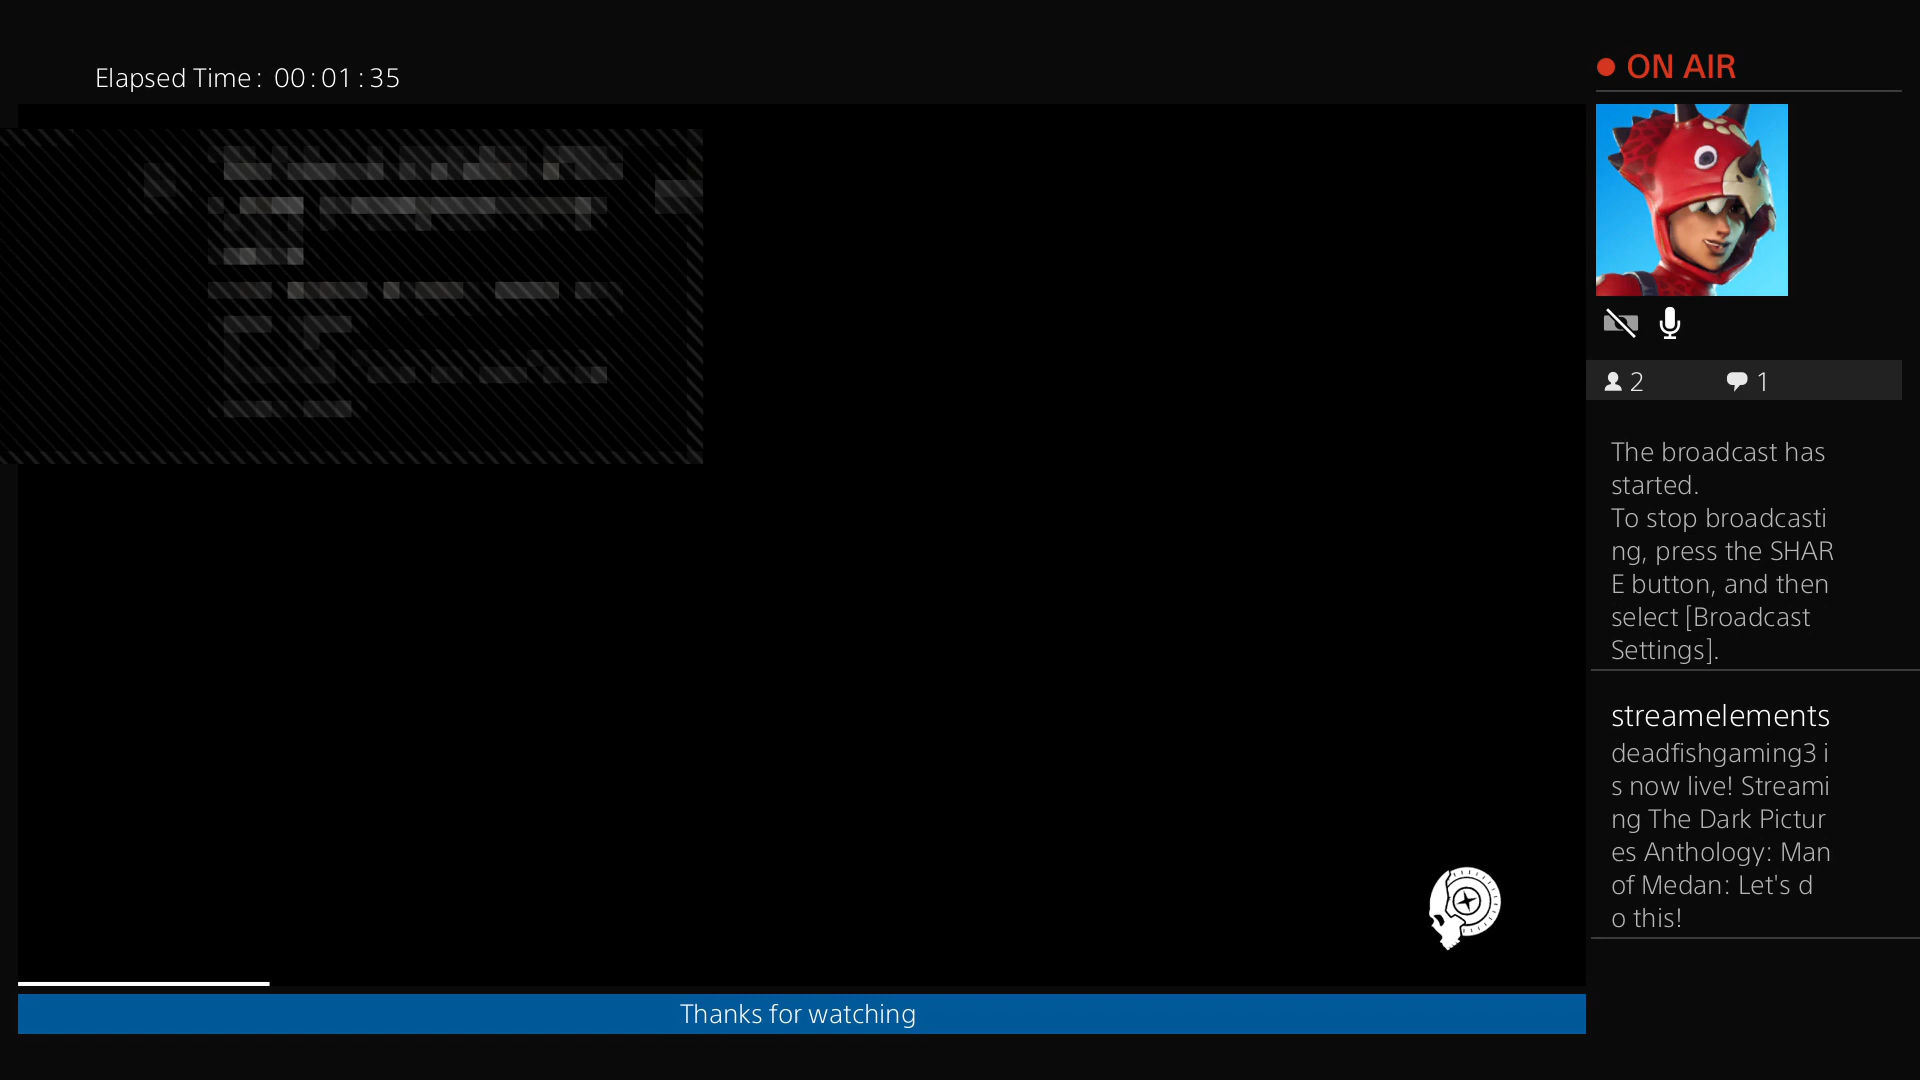 Elapsed Time: 00:01:35
ON AIR
2
1
The broadcast has
started.
To stop broadcasti
ng, press the SHAR
E button, and then
select [Broadcast
Settings].
streamelements
deadfishgaming3 i
s now live! Streami
ng The Dark Pictur
es Anthology: Man
of Medan: Let's d
o this!
Thanks for watching